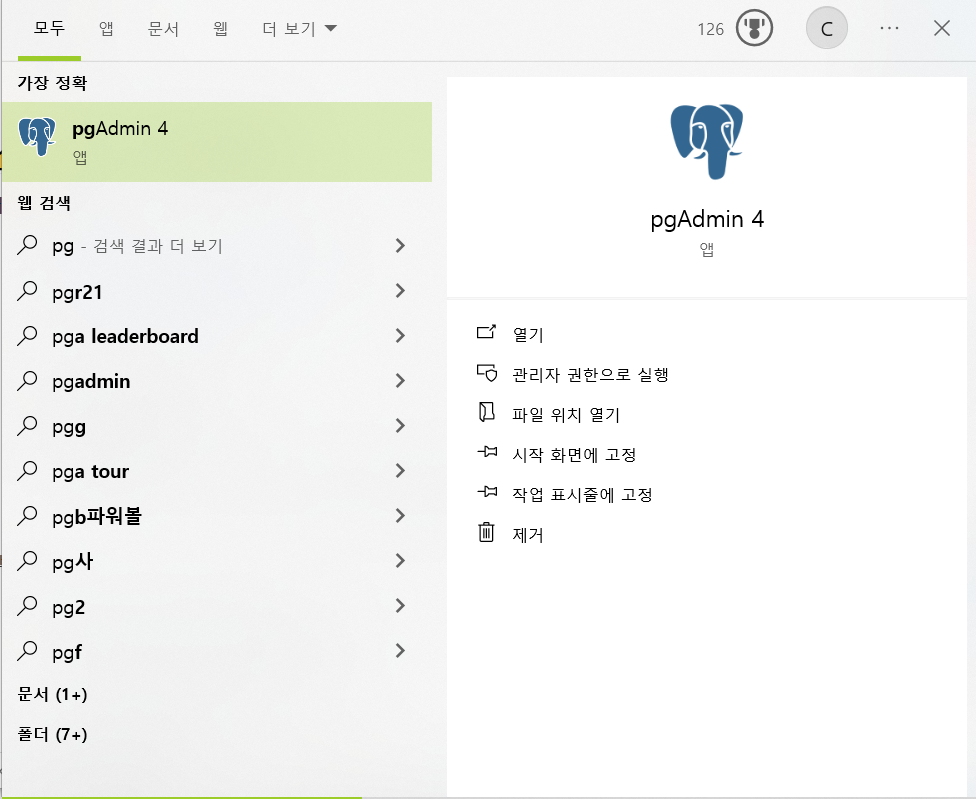 모두 앱 문서 웹 더 보기 126 C
가장 정확
pgAdmin 4
앱
웹 검색
pg - 검색 결과 더 보기
pgr21
pga leaderboard
pgadmin
pgg
pga tour
pgb파워볼
pg사
pg2
pgf
문서 (1+)
폴더 (7+)
pgAdmin 4
앱
열기
관리자 권한으로 실행
파일 위치 열기
시작 화면에 고정
작업 표시줄에 고정
제거